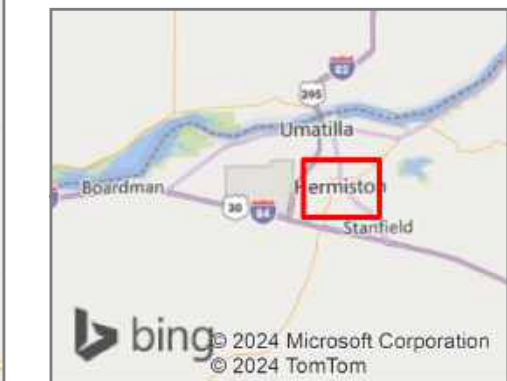 82
395
Umatilla
Boardman
Hermiston
30
84
Stanfield
bing
© 2024 Microsoft Corporation
© 2024 TomTom